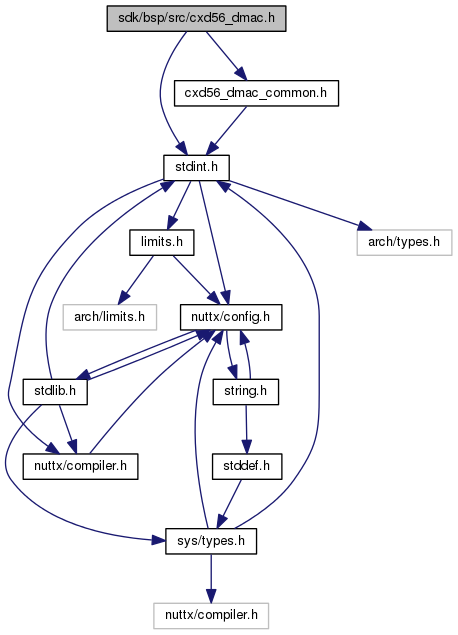 sdk/bsp/src/cxd56_dmac.h
cxd56_dmac_common.h
stdint.h
limits.h
arch/types.h
arch/limits.h
nuttx/config.h
stdlib.h
string.h
nuttx/compiler.h
stddef.h
sys/types.h
nuttx/compiler.h